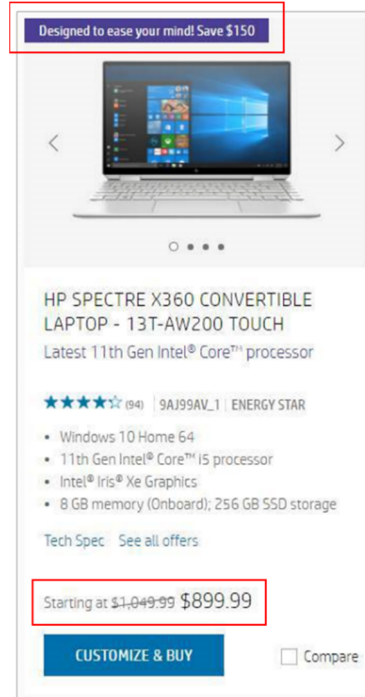 Designed to ease your mind! Save $150
HP SPECTRE X360 CONVERTIBLE
LAPTOP - 13T-AW200 TOUCH
Latest 11th Gen Intel® Core™ processor
(94) | 9AJ99AV_1 | ENERGY STAR
• Windows 10 Home 64
• 11th Gen Intel® Core™ i5 processor
• Intel® Iris® Xe Graphics
• 8 GB memory (Onboard); 256 GB SSD storage
Tech Spec See all offers
Starting at $1,049.99 $899.99
CUSTOMIZE & BUY
Compare